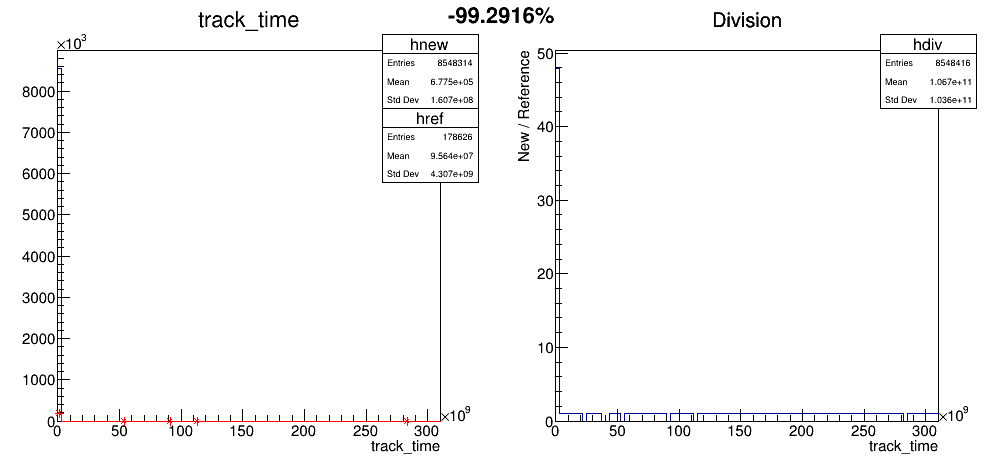 -99.2916%
track_time
×10³
hnew
Entries 8548314
Mean 6.775e+05
Std Dev 1.607e+08
href
Entries 178626
Mean 9.564e+07
Std Dev 4.307e+09
8000
7000
6000
5000
4000
3000
2000
1000
0
0 50 100 150 200 250 300
×10⁹
track_time
Division
New / Reference
hdiv
Entries 8548416
Mean 1.067e+11
Std Dev 1.036e+11
50
40
30
20
10
0
0 50 100 150 200 250 300
×10⁹
track_time